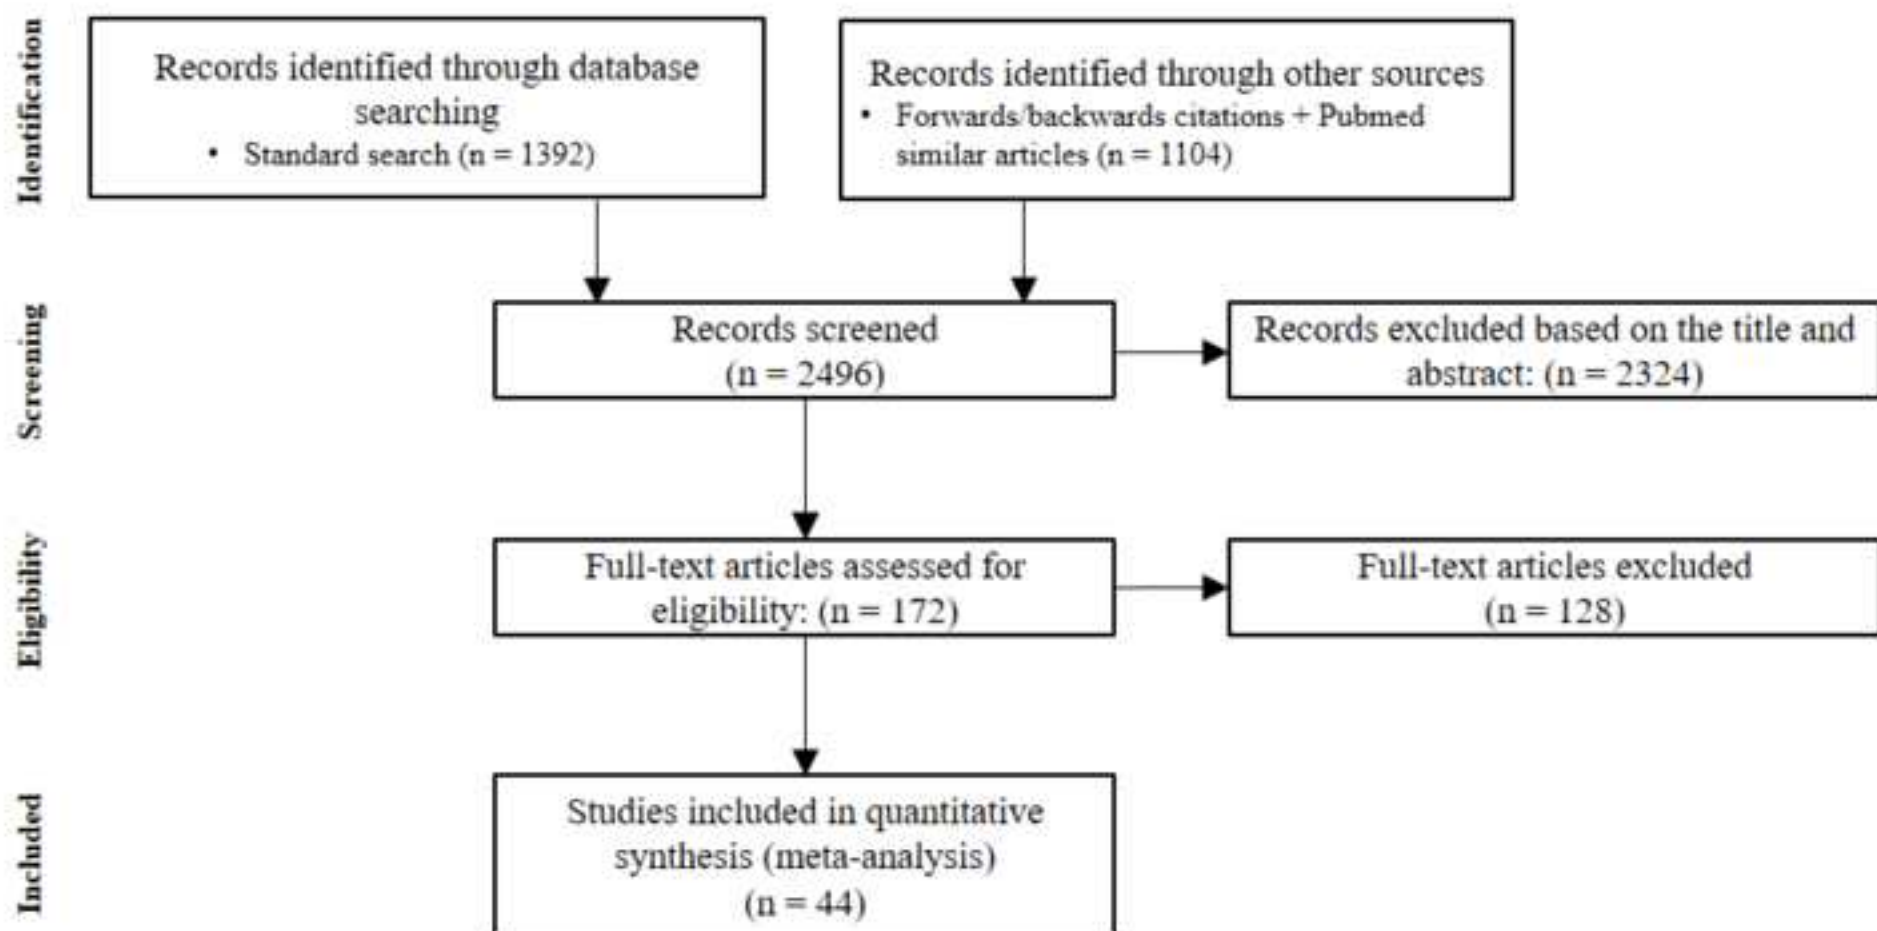 Identification
Records identified through database
searching
• Standard search (n = 1392)
Records identified through other sources
• Forwards/backwards citations + Pubmed
similar articles (n = 1104)
Screening
Records screened
(n = 2496)
Records excluded based on the title and
abstract: (n = 2324)
Eligibility
Full-text articles assessed for
eligibility: (n = 172)
Full-text articles excluded
(n = 128)
Included
Studies included in quantitative
synthesis (meta-analysis)
(n = 44)